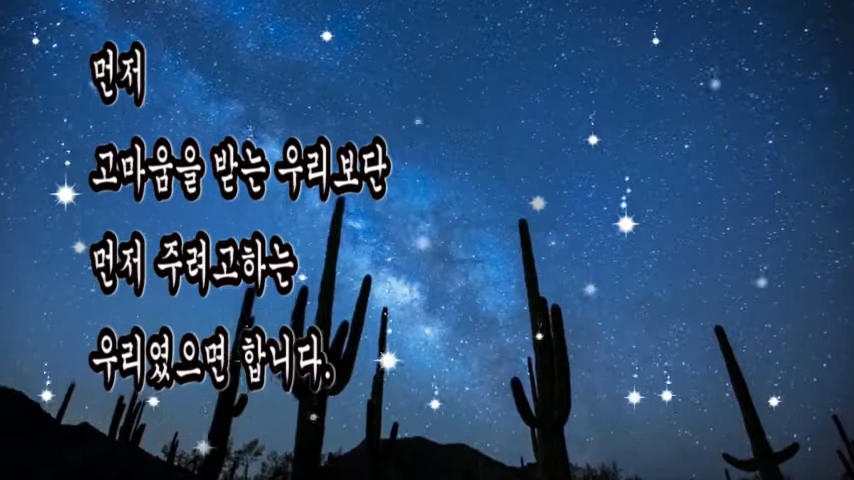 먼저
고마움을 받는 우리보단
먼저 주려고하는
우리였으면 합니다.